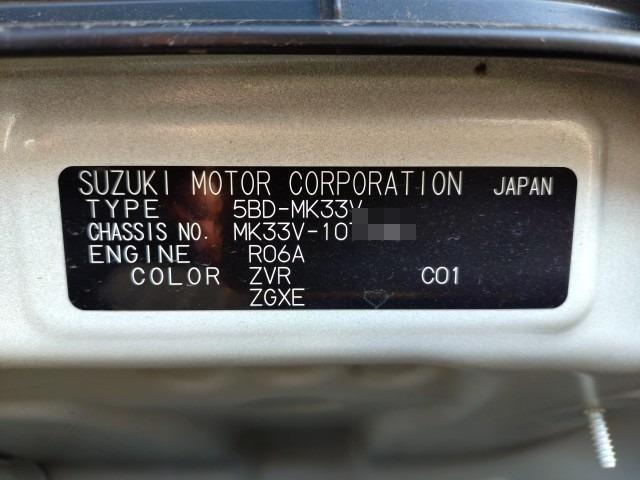 SUZUKI MOTOR CORPORATION JAPAN
TYPE 5BD-MK33V
CHASSIS NO. MK33V-10
ENGINE R06A
COLOR ZVR C01
ZGXE